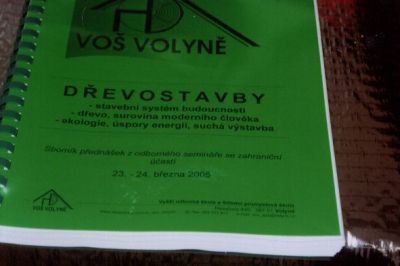 VOŠ VOLYNĚ
DŘEVOSTAVBY
- stavební systém budoucnosti
- dřevo, surovina moderního člověka
- ekologie, úspory energií, suchá výstavba
Sborník přednášek z odborného semináře se zahraniční
účastí
23. - 24. března 2006
VOŠ VOLYNĚ
Vyšší odborná škola a Střední průmyslová škola
Volyně